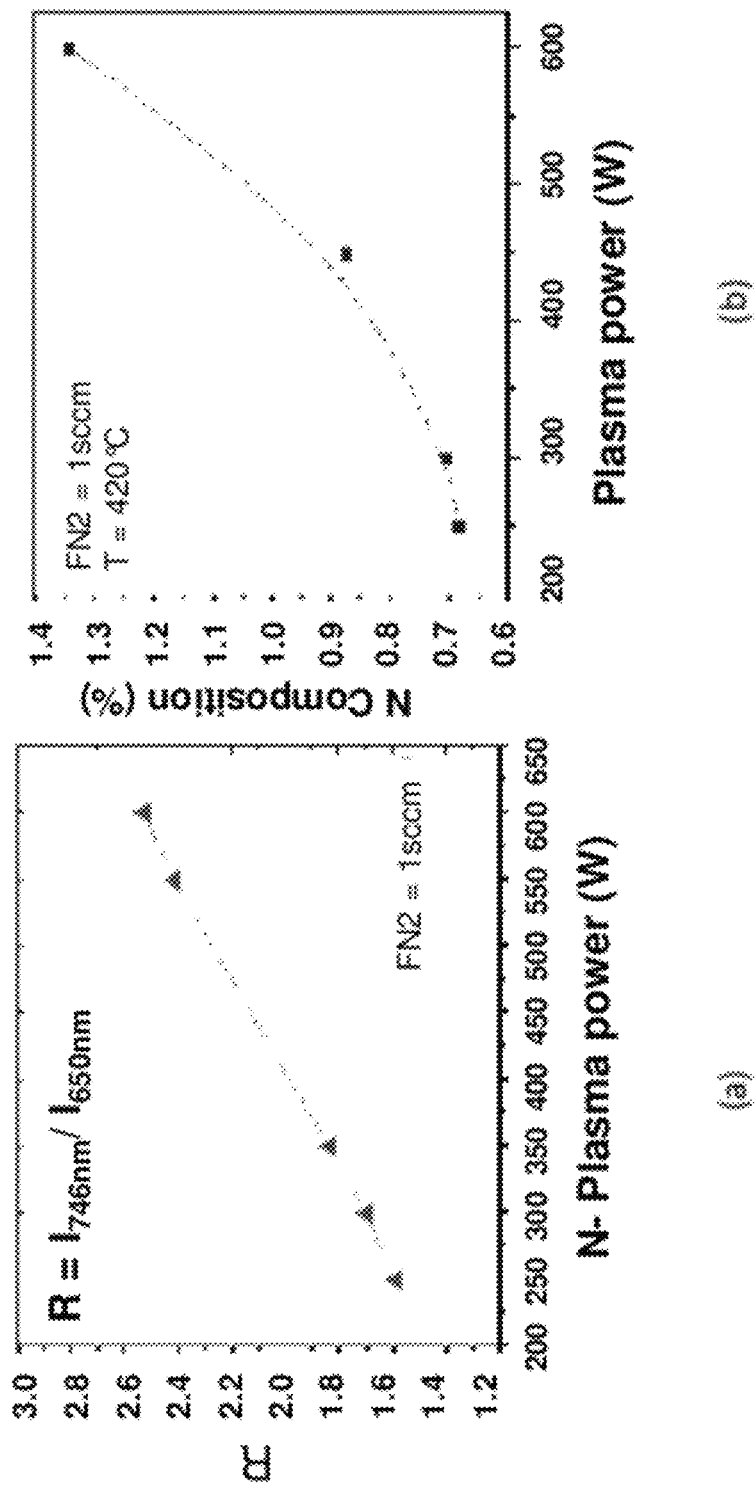 R = I746nm/ I650nm
FN2 = 1sccm
R
3.0
2.8
2.6
2.4
2.2
2.0
1.8
1.6
1.4
1.2
200 250 300 350 400 450 500 550 600 650
N- Plasma power (W)
(a)
FN2 = 1sccm
T = 420°C
N Composition (%)
1.4
1.3
1.2
1.1
1.0
0.9
0.8
0.7
0.6
200 300 400 500 600
Plasma power (W)
(b)